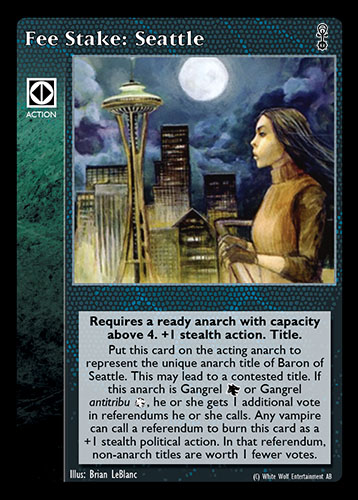 Fee Stake: Seattle
ACTION
Requires a ready anarch with capacity
above 4. +1 stealth action. Title.
Put this card on the acting anarch to
represent the unique anarch title of Baron of
Seattle. This may lead to a contested title. If
this anarch is Gangrel or Gangrel
antitribu , he or she gets 1 additional vote
in referendums he or she calls. Any vampire
can call a referendum to burn this card as a
+1 stealth political action. In that referendum,
non-anarch titles are worth 1 fewer votes.
Illus: Brian LeBlanc
(C) White Wolf Entertainment AB